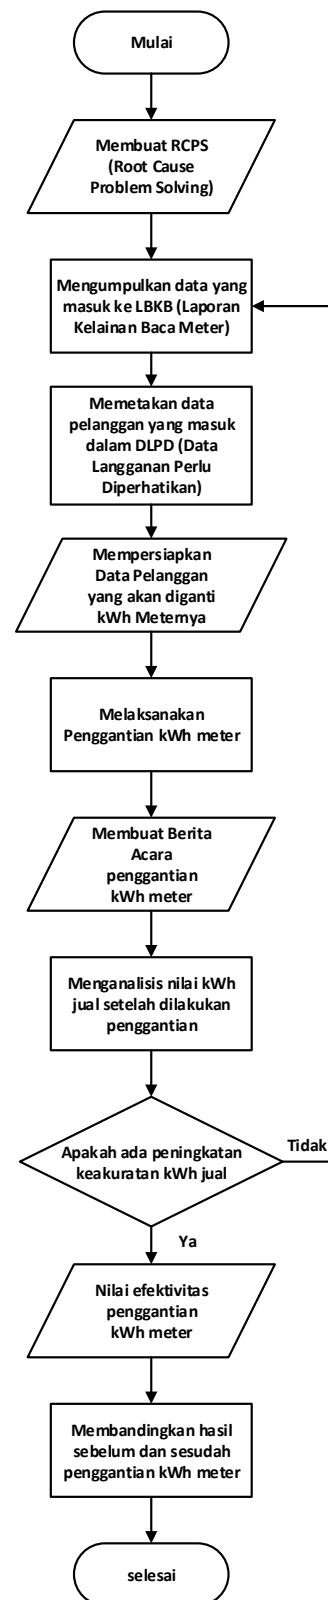 Mulai
Membuat RCPS
(Root Cause
Problem Solving)
Mengumpulkan data yang
masuk ke LBKB (Laporan
Kelainan Baca Meter)
Memetakan data
pelanggan yang masuk
dalam DLPD (Data
Langganan Perlu
Diperhatikan)
Mempersiapkan
Data Pelanggan
yang akan diganti
kWh Meternya
Melaksanakan
Penggantian kWh meter
Membuat Berita
Acara
penggantian
kWh meter
Menganalisis nilai kWh
jual setelah dilakukan
penggantian
Apakah ada peningkatan
keakuratan kWh jual
Tidak
Ya
Nilai efektivitas
penggantian
kWh meter
Membandingkan hasil
sebelum dan sesudah
penggantian kWh meter
selesai